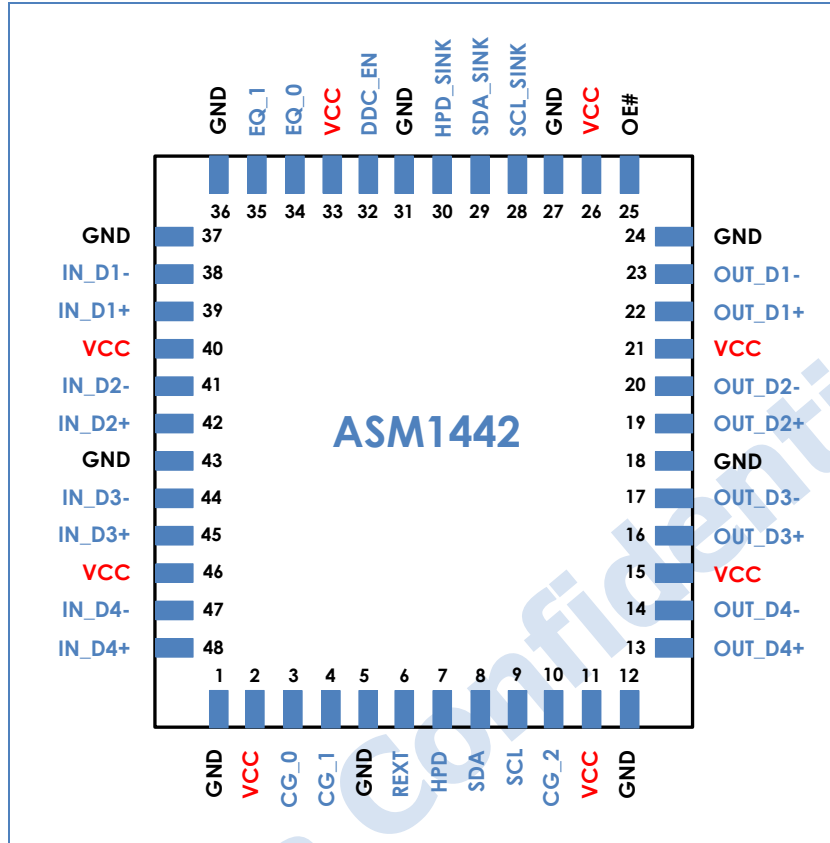 GND EQ_1 EQ_0 VCC DDC_EN GND HPD_SINK SDA_SINK SCL_SINK GND VCC OE#
36 35 34 33 32 31 30 29 28 27 26 25
GND 37 24 GND
IN_D1- 38 23 OUT_D1-
IN_D1+ 39 22 OUT_D1+
VCC 40 21 VCC
IN_D2- 41 20 OUT_D2-
IN_D2+ 42 19 OUT_D2+
ASM1442
GND 43 18 GND
IN_D3- 44 17 OUT_D3-
IN_D3+ 45 16 OUT_D3+
VCC 46 15 VCC
IN_D4- 47 14 OUT_D4-
IN_D4+ 48 13 OUT_D4+
1 2 3 4 5 6 7 8 9 10 11 12
GND VCC CG_0 CG_1 GND REXT HPD SDA SCL CG_2 VCC GND